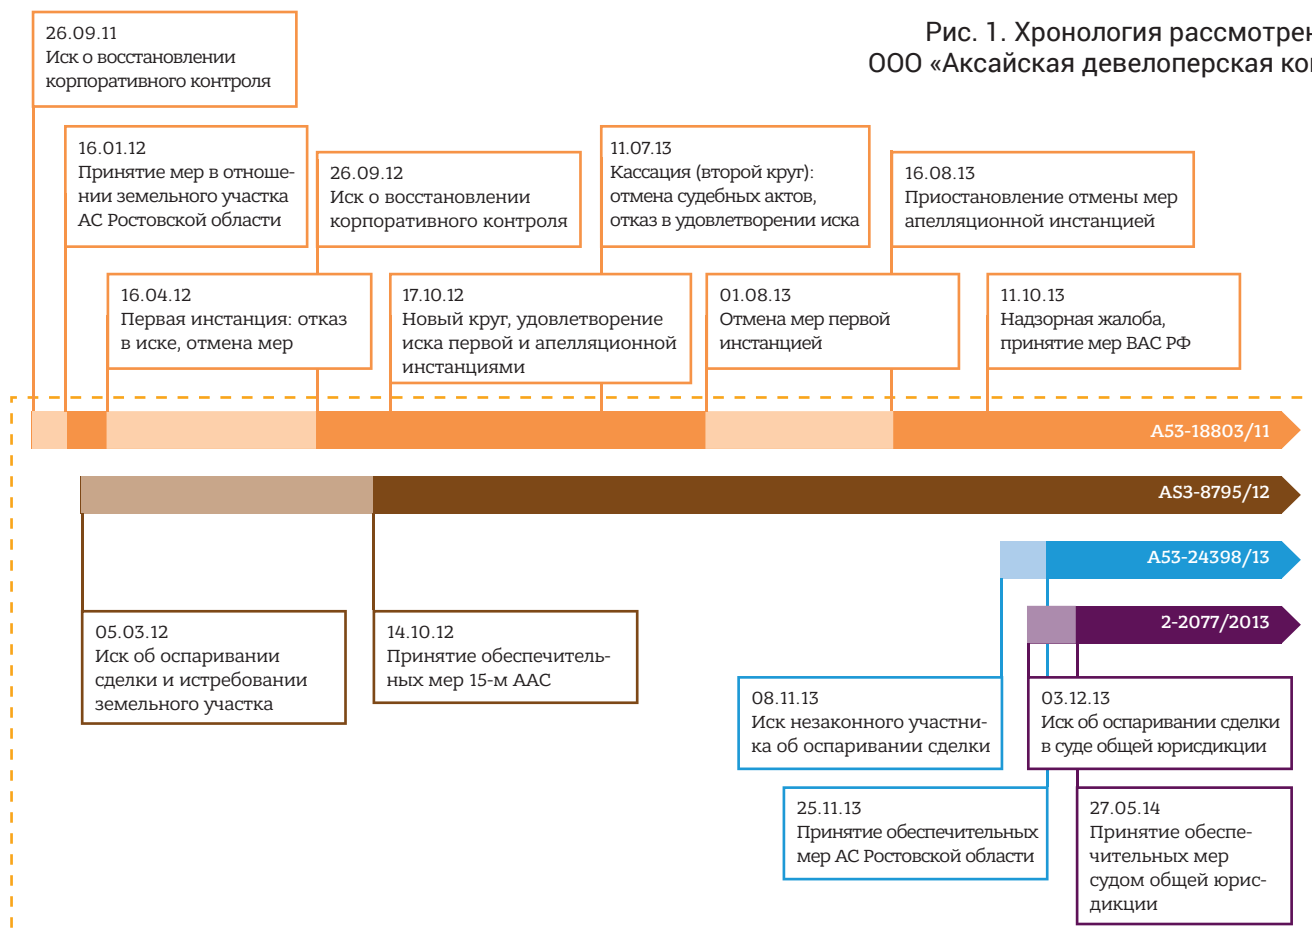 Рис. 1. Хронология рассмотрен
ООО «Аксайская девелоперская ко
26.09.11
Иск о восстановлении
корпоративного контроля
16.01.12
Принятие мер в отноше-
нии земельного участка
АС Ростовской области
26.09.12
Иск о восстановлении
корпоративного контроля
11.07.13
Кассация (второй круг):
отмена судебных актов,
отказ в удовлетворении иска
16.08.13
Приостановление отмены мер
апелляционной инстанцией
16.04.12
Первая инстанция: отказ
в иске, отмена мер
17.10.12
Новый круг, удовлетворение
иска первой и апелляционной
инстанциями
01.08.13
Отмена мер первой
инстанцией
11.10.13
Надзорная жалоба,
принятие мер ВАС РФ
А53-18803/11
AS3-8795/12
А53-24398/13
2-2077/2013
05.03.12
Иск об оспаривании
сделки и истребовании
земельного участка
14.10.12
Принятие обеспечитель-
ных мер 15-м ААС
08.11.13
Иск незаконного участни-
ка об оспаривании сделки
03.12.13
Иск об оспаривании сделки
в суде общей юрисдикции
25.11.13
Принятие обеспечительных
мер АС Ростовской области
27.05.14
Принятие обеспе-
чительных мер
судом общей юрис-
дикции